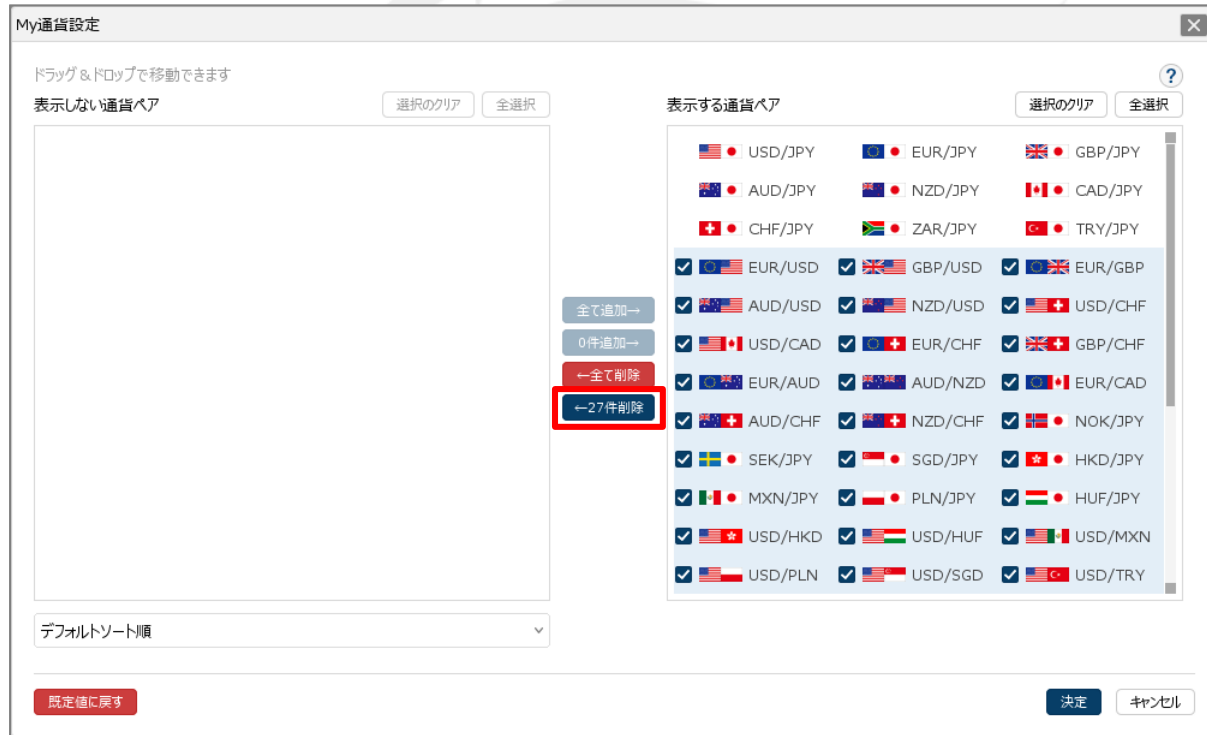 My通貨設定
ドラッグ&ドロップで移動できます
?
表示しない通貨ペア 選択のクリア 全選択
表示する通貨ペア 選択のクリア 全選択
全て追加→
0件追加→
←全て削除
←27件削除
USD/JPY EUR/JPY GBP/JPY
AUD/JPY NZD/JPY CAD/JPY
CHF/JPY ZAR/JPY TRY/JPY
EUR/USD GBP/USD EUR/GBP
AUD/USD NZD/USD USD/CHF
USD/CAD EUR/CHF GBP/CHF
EUR/AUD AUD/NZD EUR/CAD
AUD/CHF NZD/CHF NOK/JPY
SEK/JPY SGD/JPY HKD/JPY
MXN/JPY PLN/JPY HUF/JPY
USD/HKD USD/HUF USD/MXN
USD/PLN USD/SGD USD/TRY
デフォルトソート順
既定値に戻す 決定 キャンセル